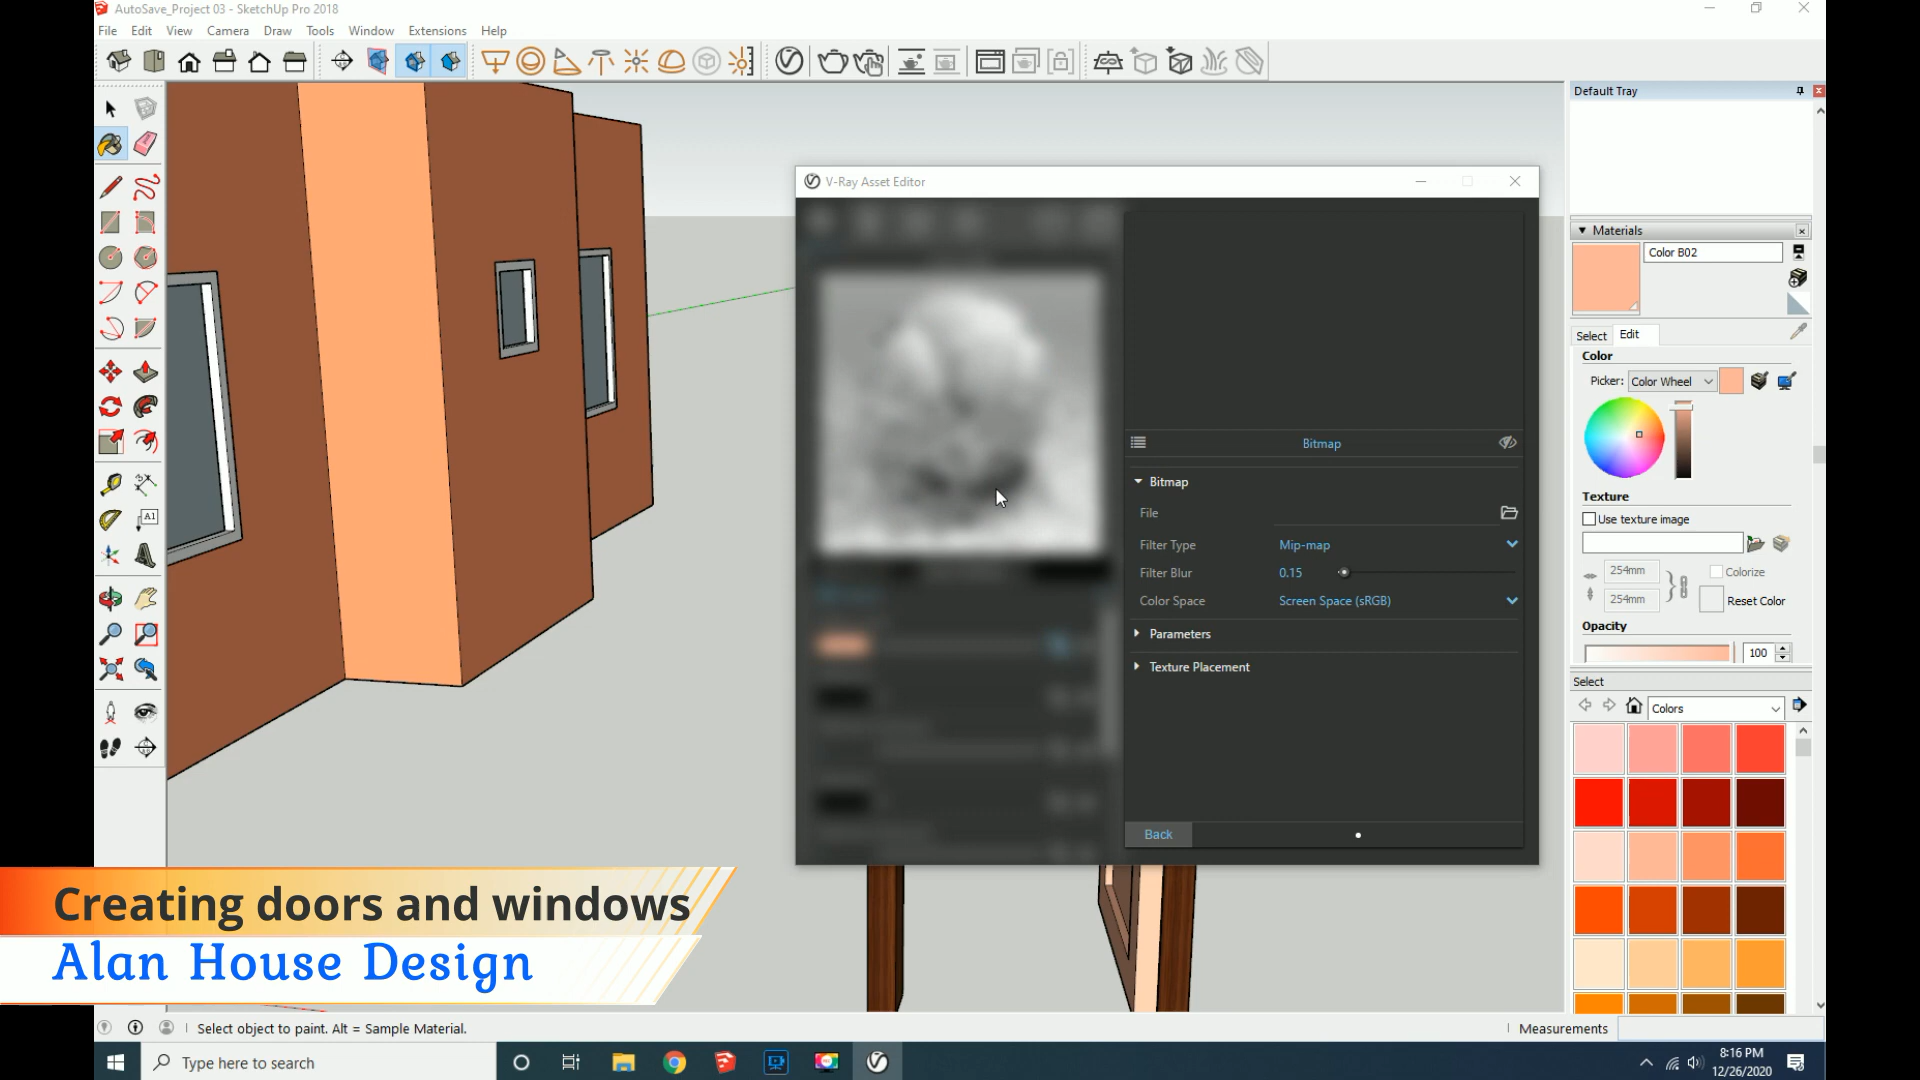 AutoSave_Project 03 - SketchUp Pro 2018
File Edit View Camera Draw Tools Window Extensions Help
Default Tray
V-Ray Asset Editor
Materials
Color B02
Select Edit
Color
Picker: Color Wheel
Bitmap
Bitmap
File
Filter Type Mip-map
Filter Blur 0.15
Color Space Screen Space (sRGB)
Parameters
Texture Placement
Back
Texture
Use texture image
254mm
Colorize
254mm
Reset Color
Opacity
100
Select
Colors
A1
Creating doors and windows
Alan House Design
Select object to paint. Alt = Sample Material.
Measurements
Type here to search
8:16 PM
12/26/2020